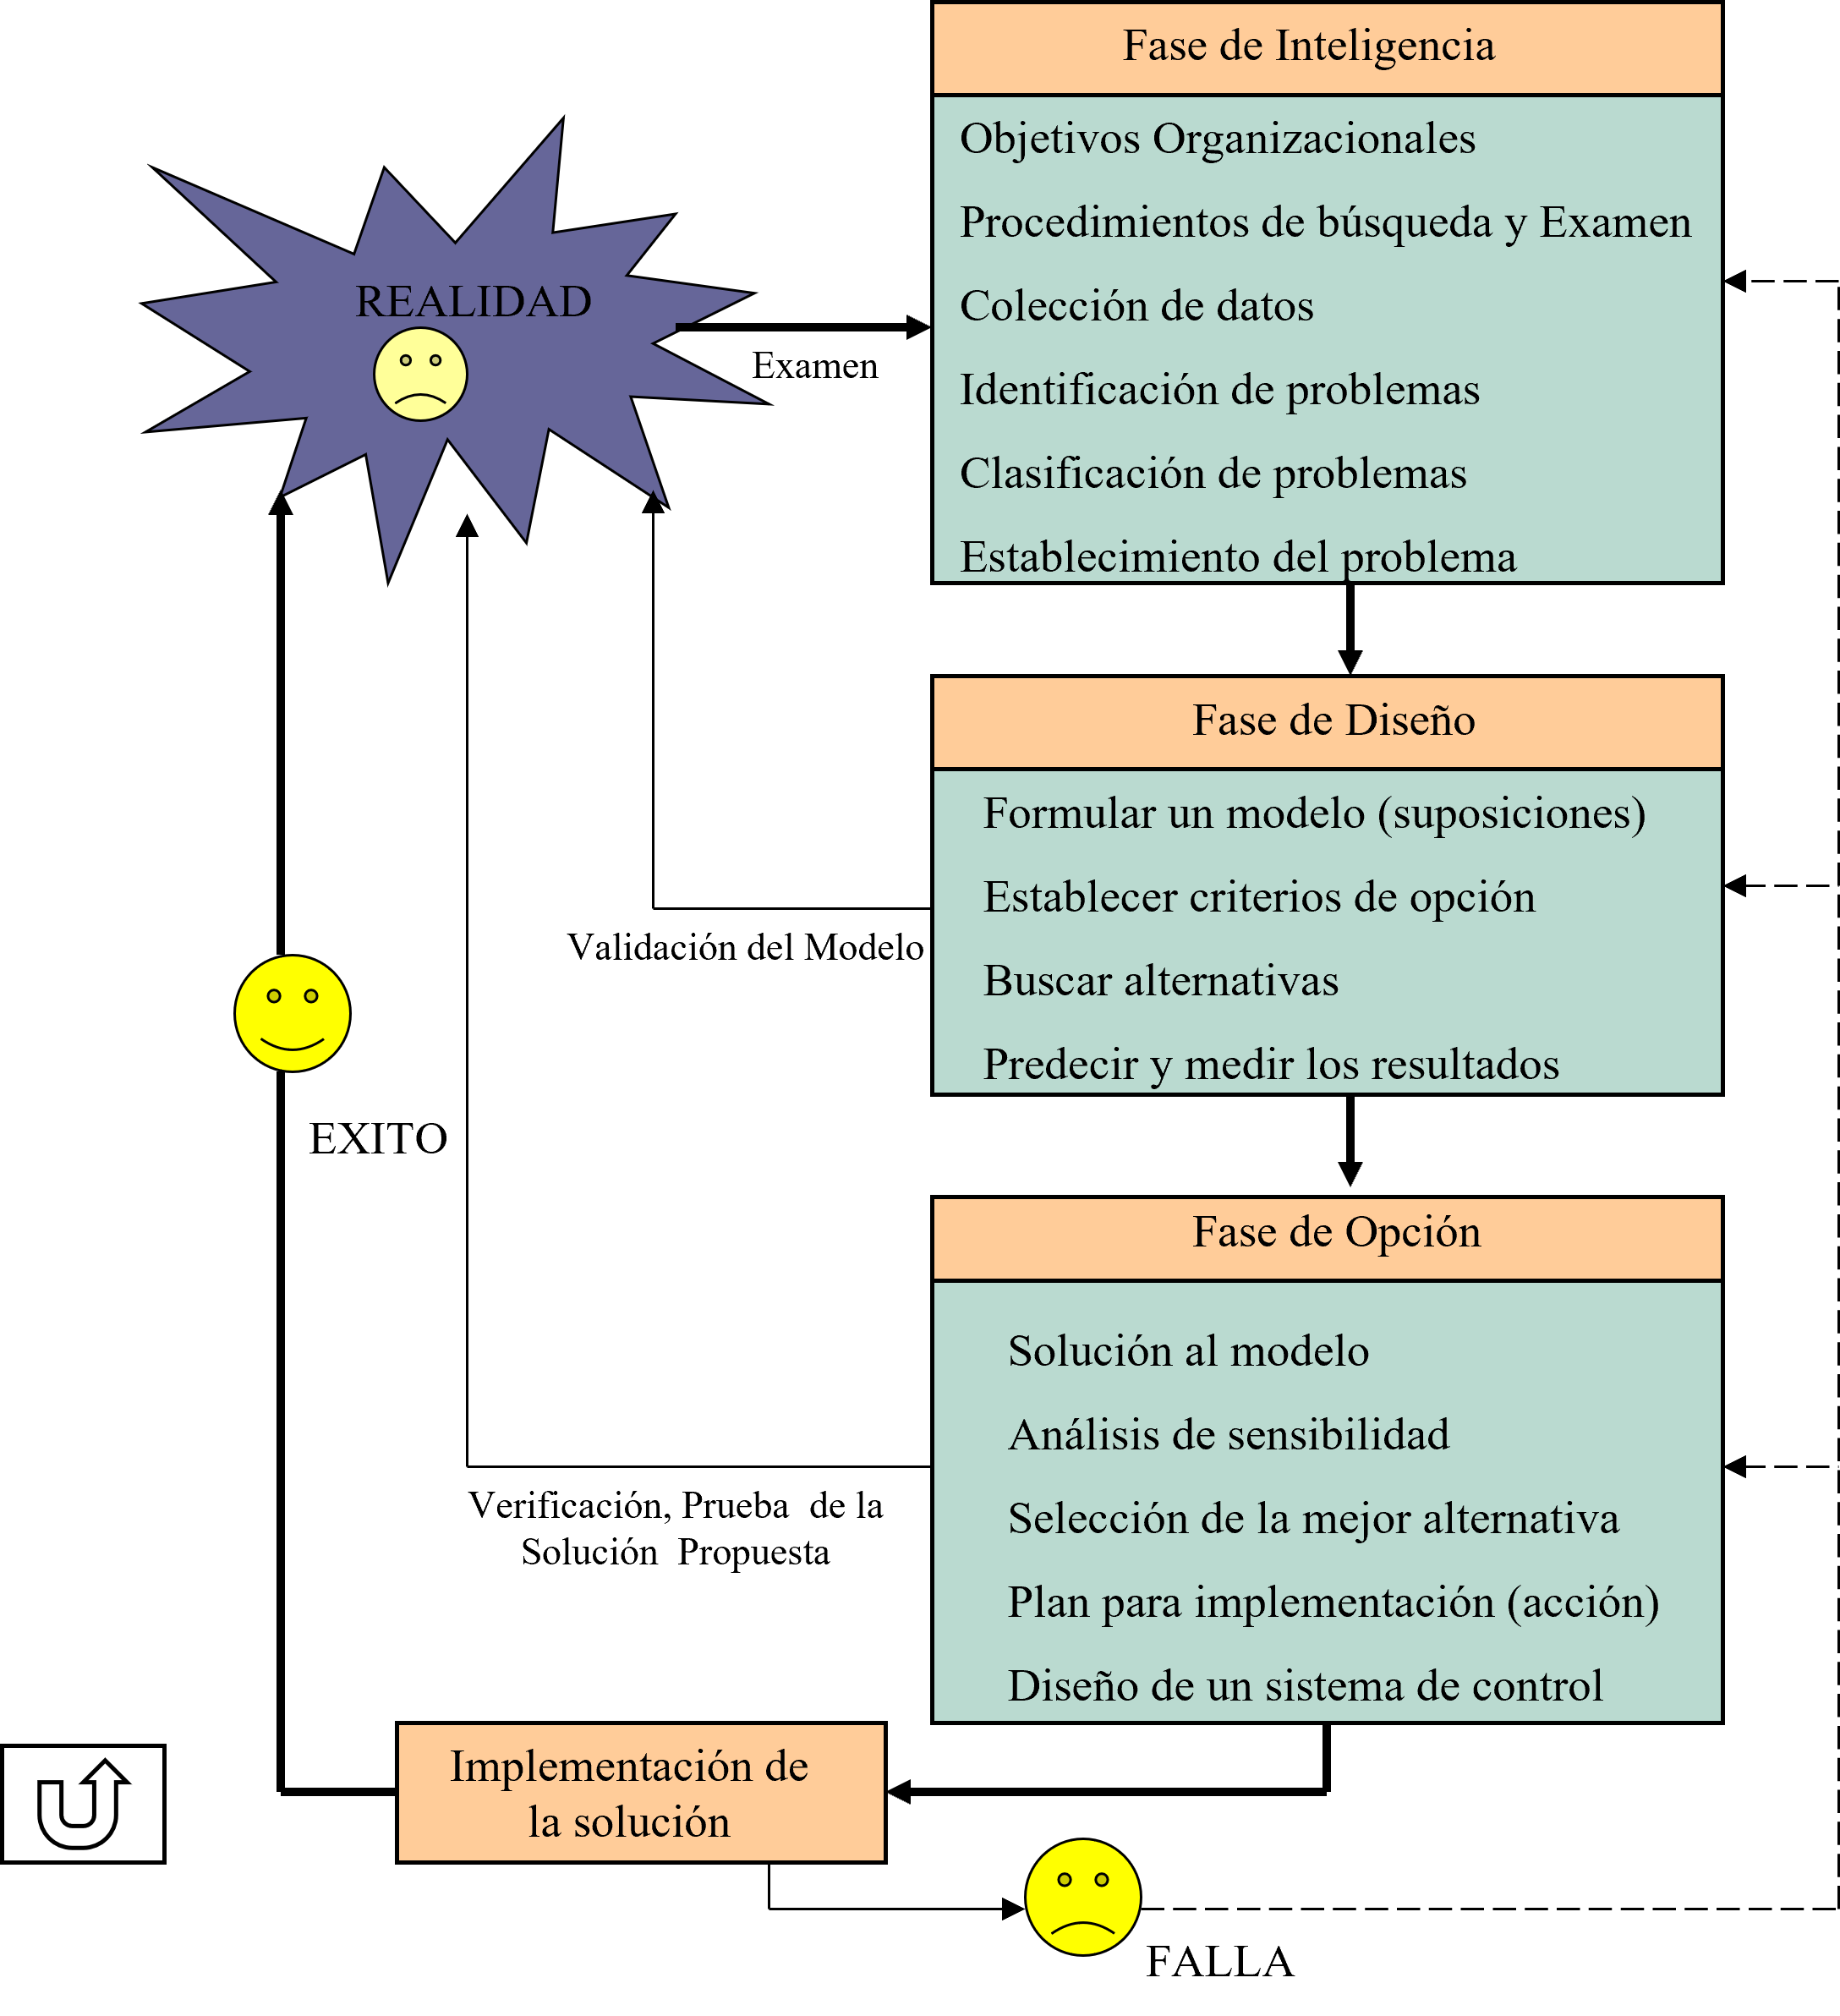 Fase de Inteligencia
Objetivos Organizacionales
Procedimientos de búsqueda y Examen
Colección de datos
Identificación de problemas
Clasificación de problemas
Establecimiento del problema
REALIDAD
Examen
Fase de Diseño
Formular un modelo (suposiciones)
Establecer criterios de opción
Buscar alternativas
Predecir y medir los resultados
Validación del Modelo
EXITO
Fase de Opción
Solución al modelo
Análisis de sensibilidad
Selección de la mejor alternativa
Plan para implementación (acción)
Diseño de un sistema de control
Verificación, Prueba  de la
Solución  Propuesta
Implementación de
la solución
FALLA